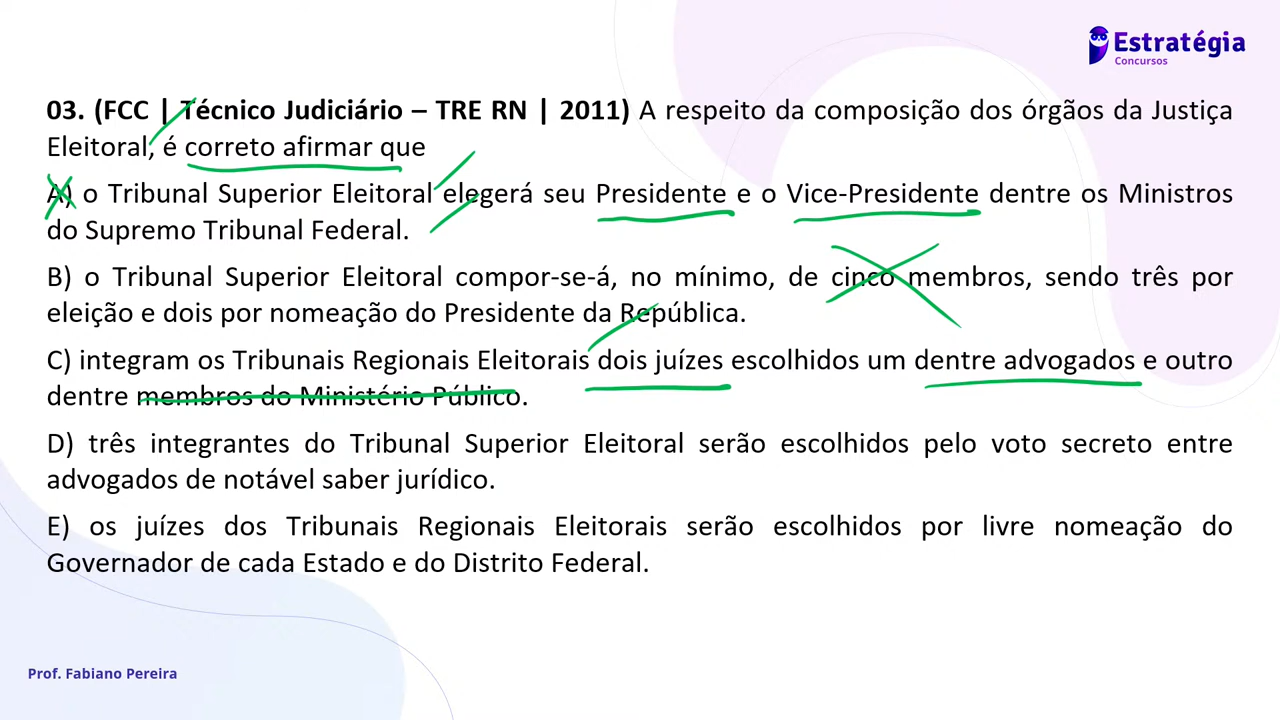 Estratégia
Concursos
03. (FCC | Técnico Judiciário – TRE RN | 2011) A respeito da composição dos órgãos da Justiça
Eleitoral, é correto afirmar que
A) o Tribunal Superior Eleitoral elegerá seu Presidente e o Vice-Presidente dentre os Ministros
do Supremo Tribunal Federal.
B) o Tribunal Superior Eleitoral compor-se-á, no mínimo, de cinco membros, sendo três por
eleição e dois por nomeação do Presidente da República.
C) integram os Tribunais Regionais Eleitorais dois juízes escolhidos um dentre advogados e outro
dentre membros do Ministério Público.
D) três integrantes do Tribunal Superior Eleitoral serão escolhidos pelo voto secreto entre
advogados de notável saber jurídico.
E) os juízes dos Tribunais Regionais Eleitorais serão escolhidos por livre nomeação do
Governador de cada Estado e do Distrito Federal.
Prof. Fabiano Pereira